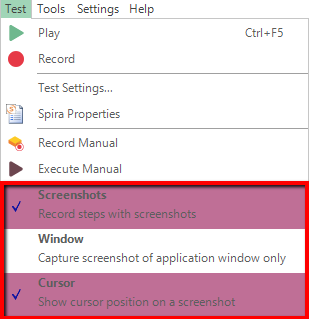 Test Tools Settings Help
Play Ctrl+F5
Record
Test Settings...
Spira Properties
Record Manual
Execute Manual
Screenshots
Record steps with screenshots
Window
Capture screenshot of application window only
Cursor
Show cursor position on a screenshot